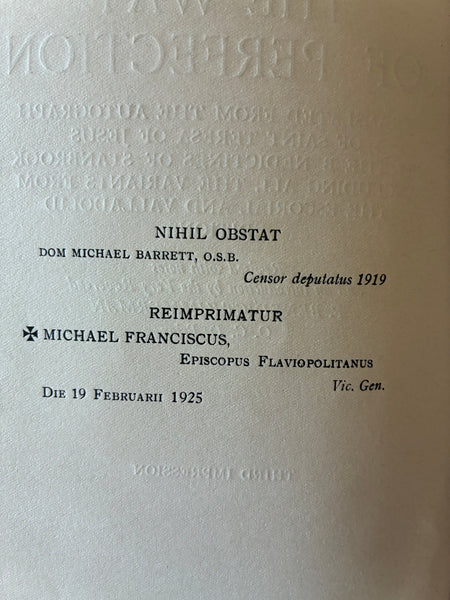 NIHIL OBSTAT
DOM MICHAEL BARRETT, O.S.B.
Censor deputatus 1919
REIMPRIMATUR
✠ MICHAEL FRANCISCUS,
Episcopus Flaviopolitanus
Vic. Gen.
Die 19 Februarii 1925